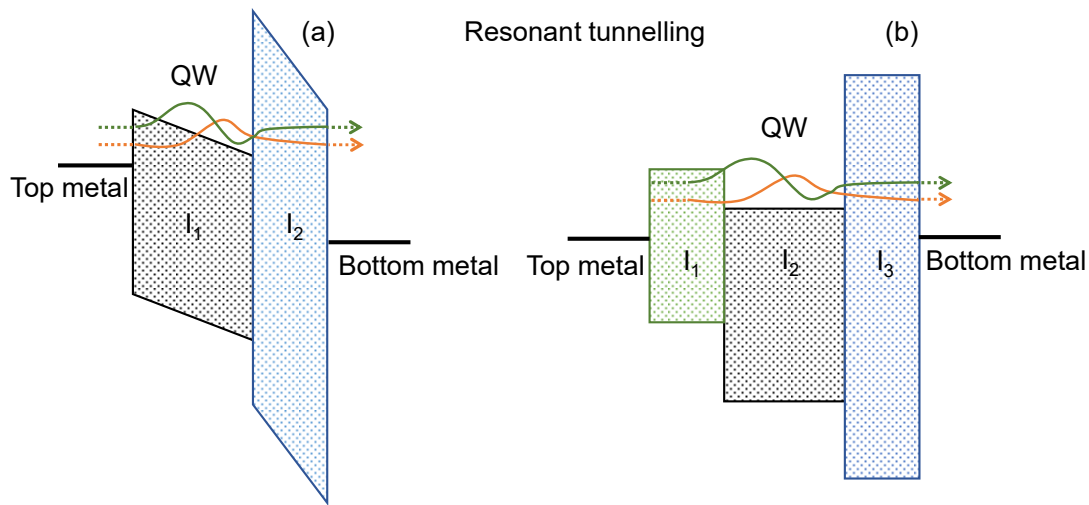 (a)
Resonant tunnelling
(b)
QW
QW
Top metal
I₁
I₂
Bottom metal
Top metal
I₁
I₂
I₃
Bottom metal